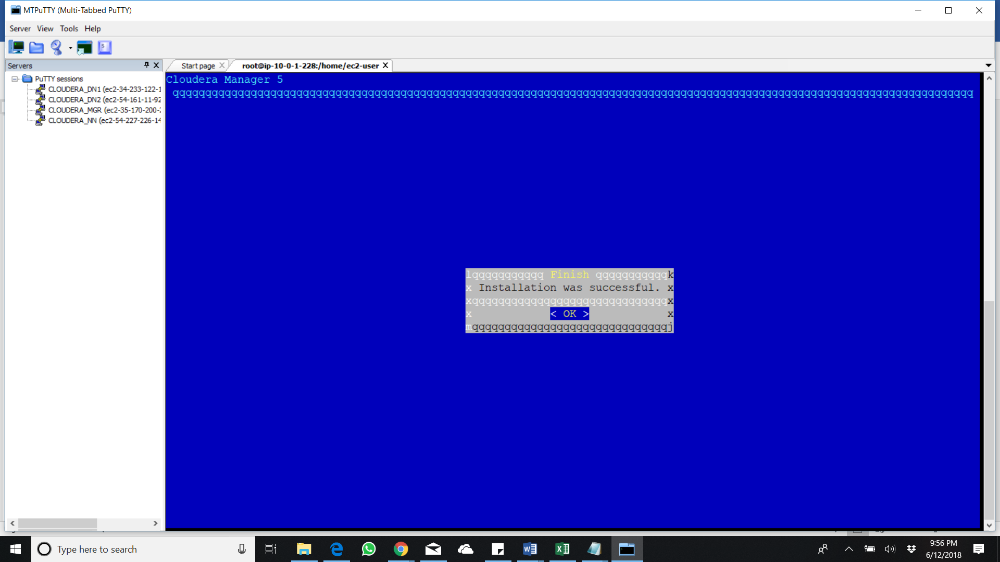 MTPuTTY (Multi-Tabbed PuTTY)
Server View Tools Help
Servers
Start page
root@ip-10-0-1-228:/home/ec2-user
PuTTY sessions
CLOUDERA_DN1 (ec2-34-233-122-1
CLOUDERA_DN2 (ec2-54-161-11-92
CLOUDERA_MGR (ec2-35-170-200-2
CLOUDERA_NN (ec2-54-227-226-14
Cloudera Manager 5
lqqqqqqqqqqq Finish qqqqqqqqqqqk
x Installation was successful. x
xqqqqqqqqqqqqqqqqqqqqqqqqqqqqqqx
x < OK > x
mqqqqqqqqqqqqqqqqqqqqqqqqqqqqqqj
Type here to search
9:56 PM
6/12/2018